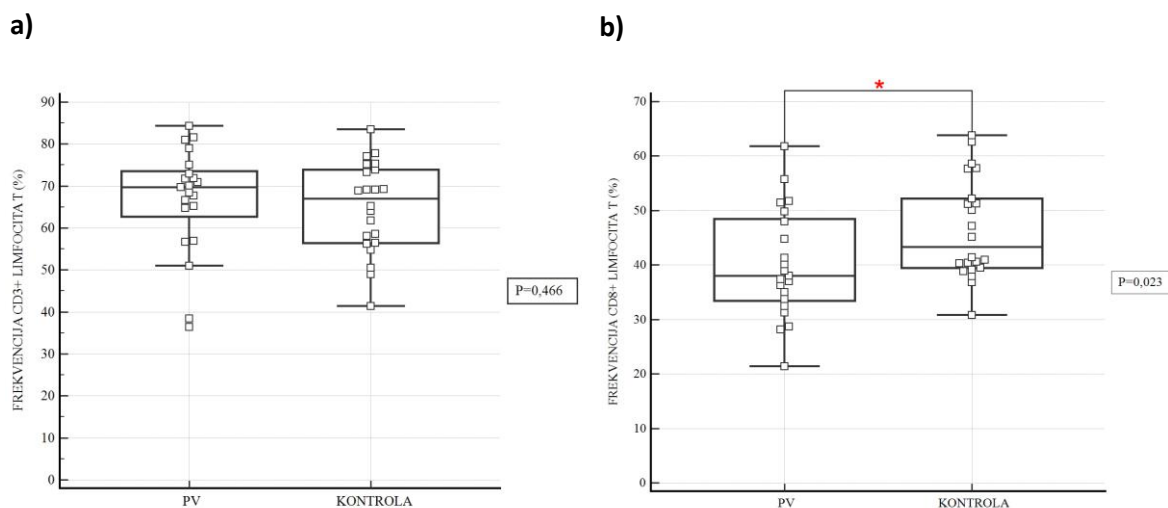 a)
90
80
70
60
50
40
30
20
10
0
FREKVENCIJA CD3+ LIMFOCITA T (%)
PV
KONTROLA
P=0,466
b)
*
70
60
50
40
30
20
10
0
FREKVENCIJA CD8+ LIMFOCITA T (%)
PV
KONTROLA
P=0,023